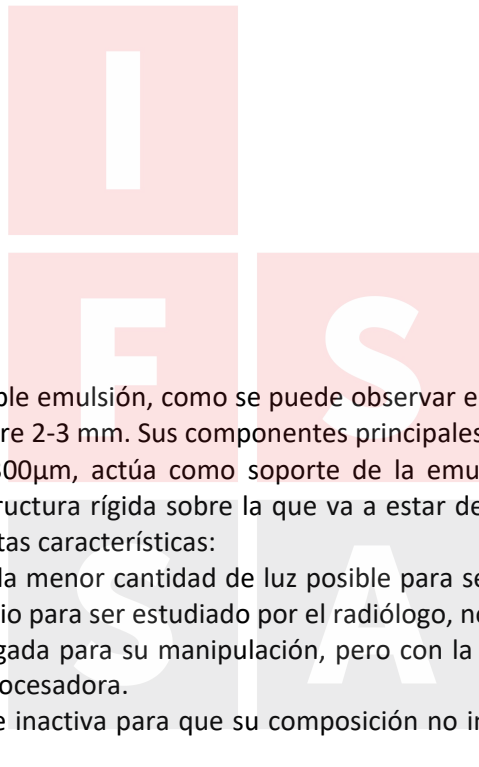 I
F S
ble emulsión, como se puede observar e
re 2-3 mm. Sus componentes principales
00µm, actúa como soporte de la emu
ructura rígida sobre la que va a estar de
tas características:
la menor cantidad de luz posible para se
io para ser estudiado por el radiólogo, n
gada para su manipulación, pero con la
ocesadora.
e inactiva para que su composición no in
S A